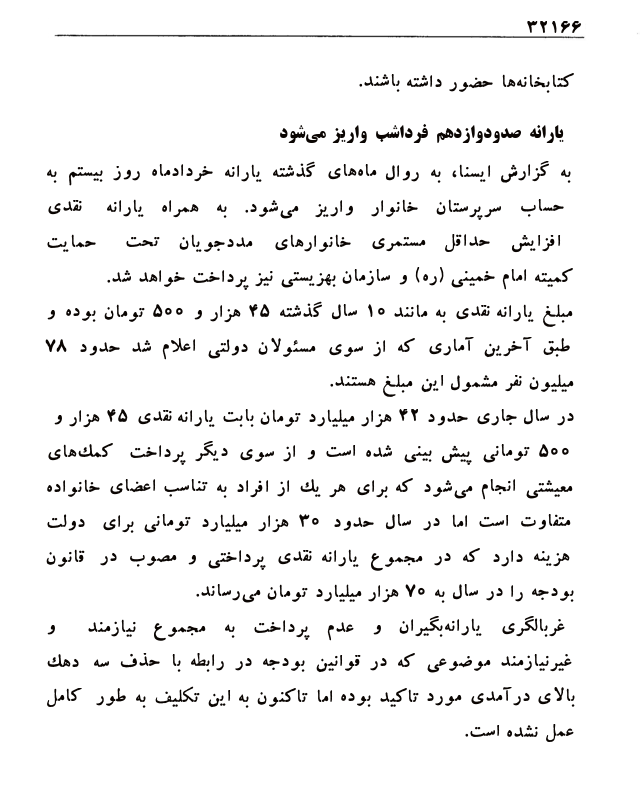 ۳۲۱۶۶
کتابخانه‌ها حضور داشته باشند.
یارانه صدودوازدهم فرداشب واریز می‌شود
به گزارش ایسنا، به روال ماه‌های گذشته یارانه خردادماه روز بیستم به
حساب سرپرستان خانوار واریز می‌شود. به همراه یارانه نقدی
افزایش حداقل مستمری خانوارهای مددجویان تحت حمایت
کمیته امام خمینی (ره) و سازمان بهزیستی نیز پرداخت خواهد شد.
مبلغ یارانه نقدی به مانند ۱۰ سال گذشته ۴۵ هزار و ۵۰۰ تومان بوده و
طبق آخرین آماری که از سوی مسئولان دولتی اعلام شد حدود ۷۸
میلیون نفر مشمول این مبلغ هستند.
در سال جاری حدود ۴۲ هزار میلیارد تومان بابت یارانه نقدی ۴۵ هزار و
۵۰۰ تومانی پیش بینی شده است و از سوی دیگر پرداخت کمک‌های
معیشتی انجام می‌شود که برای هر یك از افراد به تناسب اعضای خانواده
متفاوت است اما در سال حدود ۳۰ هزار میلیارد تومانی برای دولت
هزینه دارد که در مجموع یارانه نقدی پرداختی و مصوب در قانون
بودجه را در سال به ۷۰ هزار میلیارد تومان می‌رساند.
غربالگری یارانه‌بگیران و عدم پرداخت به مجموع نیازمند و
غیرنیازمند موضوعی که در قوانین بودجه در رابطه با حذف سه دهك
بالای درآمدی مورد تاکید بوده اما تاکنون به این تکلیف به طور کامل
عمل نشده است.